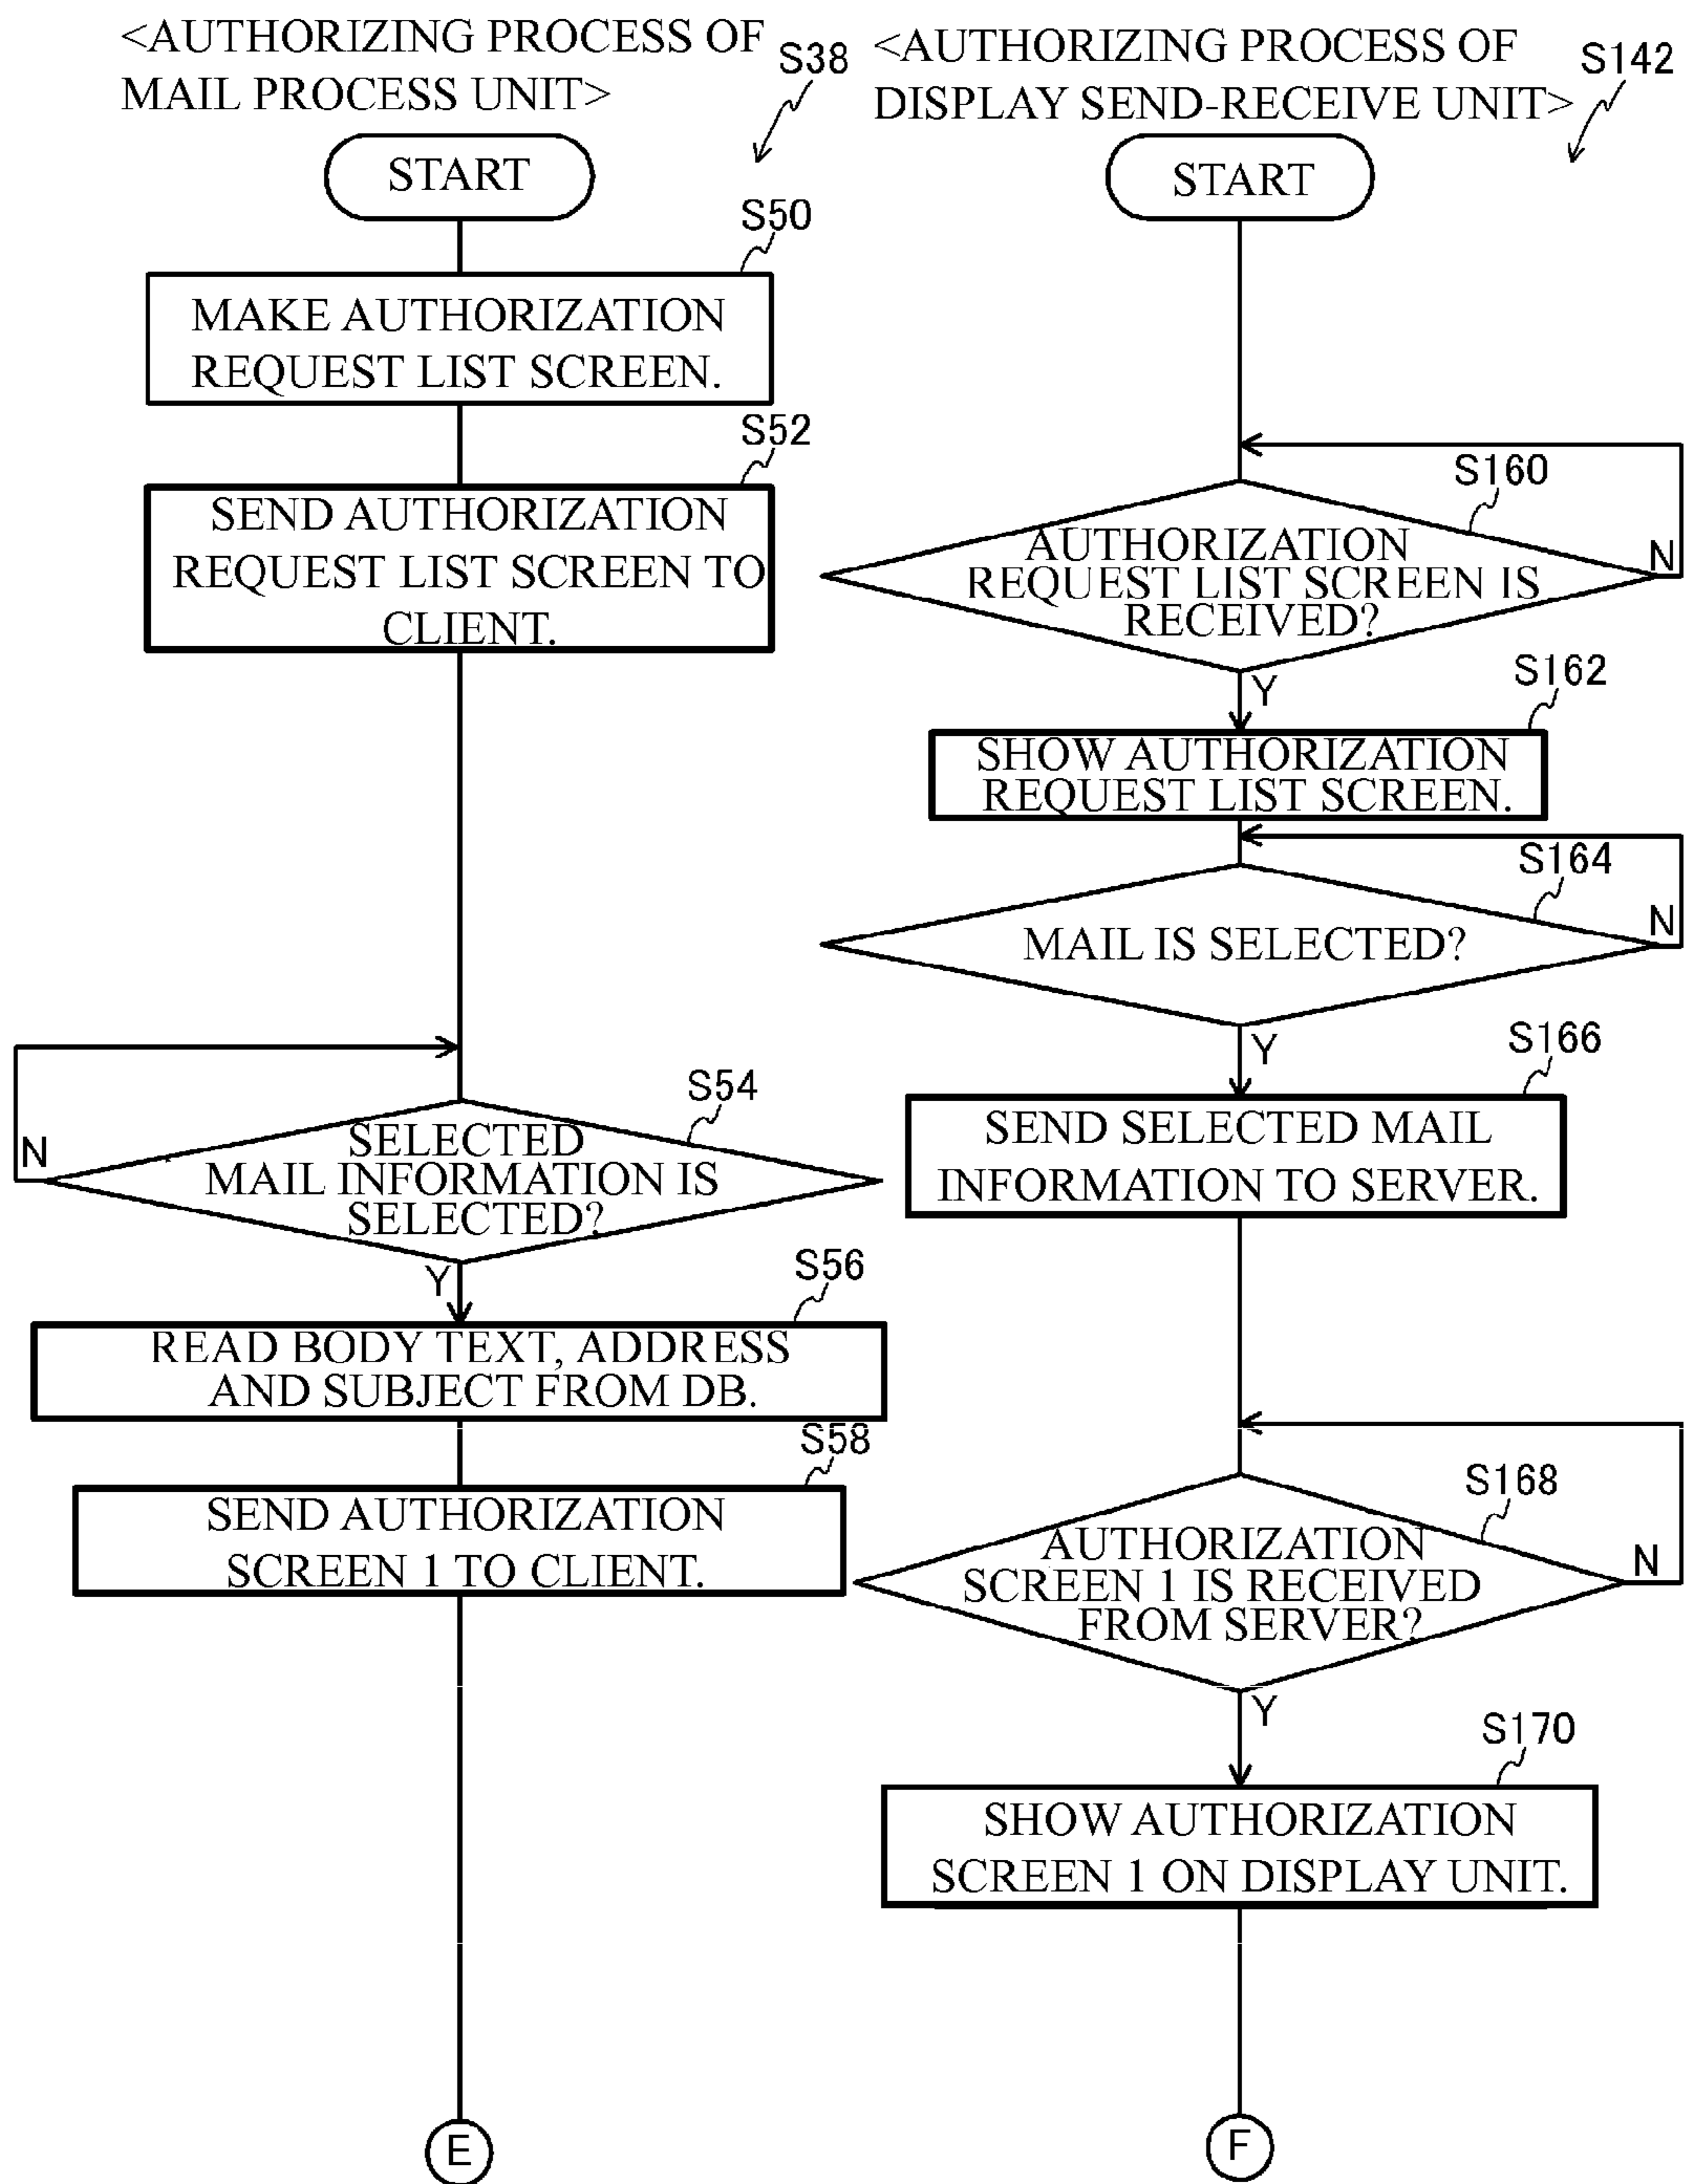 <AUTHORIZING PROCESS OF
MAIL PROCESS UNIT>
S38
START
S50
MAKE AUTHORIZATION
REQUEST LIST SCREEN.
S52
SEND AUTHORIZATION
REQUEST LIST SCREEN TO
CLIENT.
S54
SELECTED
MAIL INFORMATION IS
SELECTED?
N
Y
S56
READ BODY TEXT, ADDRESS
AND SUBJECT FROM DB.
S58
SEND AUTHORIZATION
SCREEN 1 TO CLIENT.
E
<AUTHORIZING PROCESS OF
DISPLAY SEND-RECEIVE UNIT>
S142
START
S160
AUTHORIZATION
REQUEST LIST SCREEN IS
RECEIVED?
N
Y
S162
SHOW AUTHORIZATION
REQUEST LIST SCREEN.
S164
MAIL IS SELECTED?
N
Y
S166
SEND SELECTED MAIL
INFORMATION TO SERVER.
S168
AUTHORIZATION
SCREEN 1 IS RECEIVED
FROM SERVER?
N
Y
S170
SHOW AUTHORIZATION
SCREEN 1 ON DISPLAY UNIT.
F